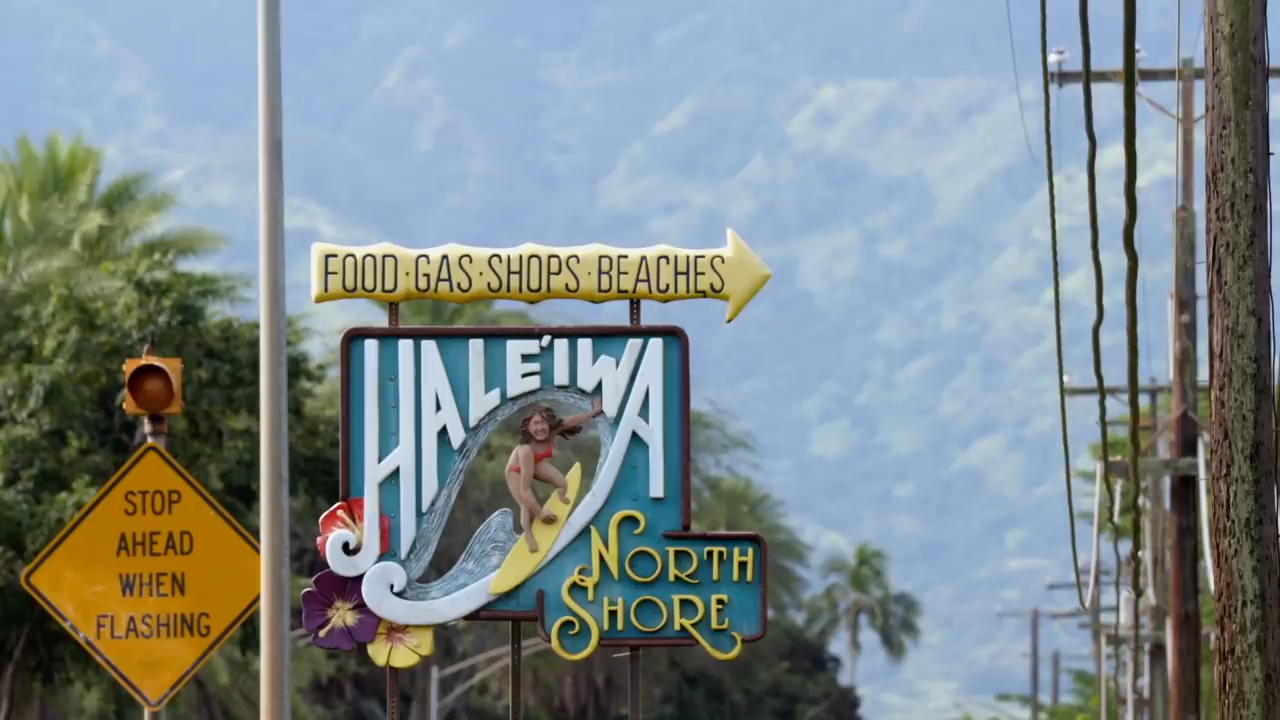 FOOD·GAS·SHOPS·BEACHES
HALE'IWA
NORTH
SHORE
STOP
AHEAD
WHEN
FLASHING